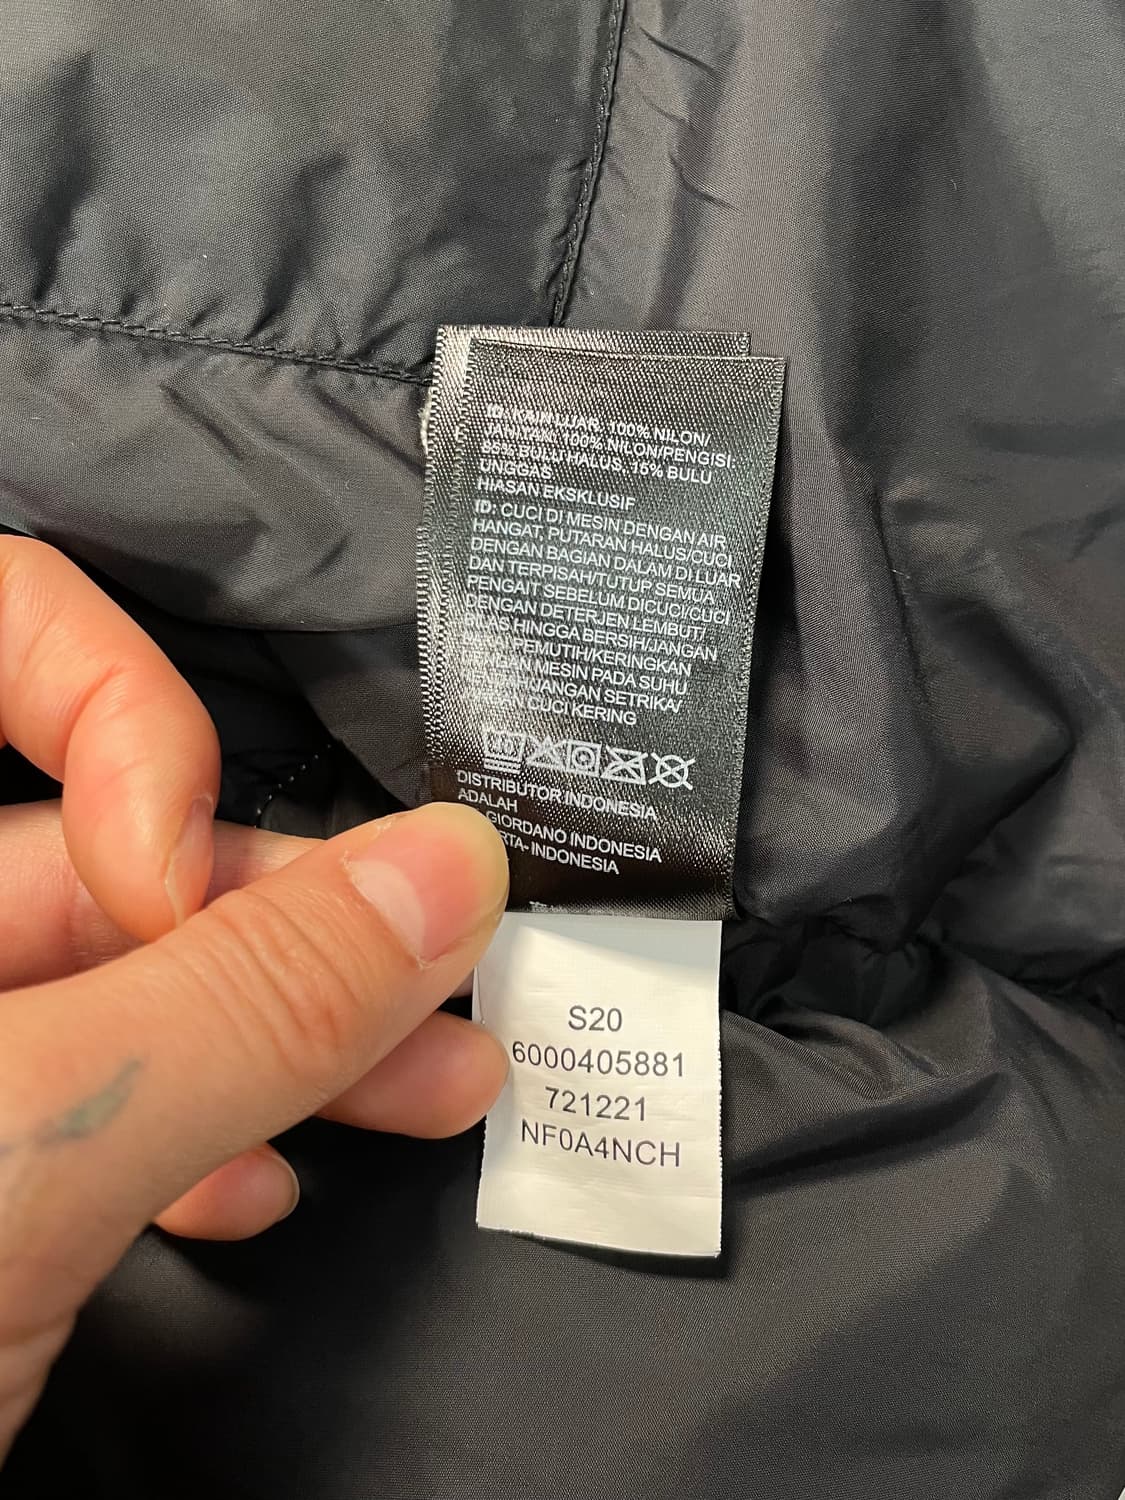 ID: KAIN LUAR: 100% NILON/
100% NILON/PENGISI:
85% BULU HALUS, 15% BULU
UNGGAS
HIASAN EKSKLUSIF
ID: CUCI DI MESIN DENGAN AIR
HANGAT, PUTARAN HALUS/CUCI
DENGAN BAGIAN DALAM DI LUAR
DAN TERPISAH/TUTUP SEMUA
PENGAIT SEBELUM DICUCI/CUCI
DENGAN DETERJEN LEMBUT/
BILAS HINGGA BERSIH/JANGAN
PEMUTIH/KERINGKAN
DENGAN MESIN PADA SUHU
JANGAN SETRIKA/
CUCI KERING
DISTRIBUTOR INDONESIA
ADALAH
GIORDANO INDONESIA
RTA- INDONESIA
S20
6000405881
721221
NF0A4NCH